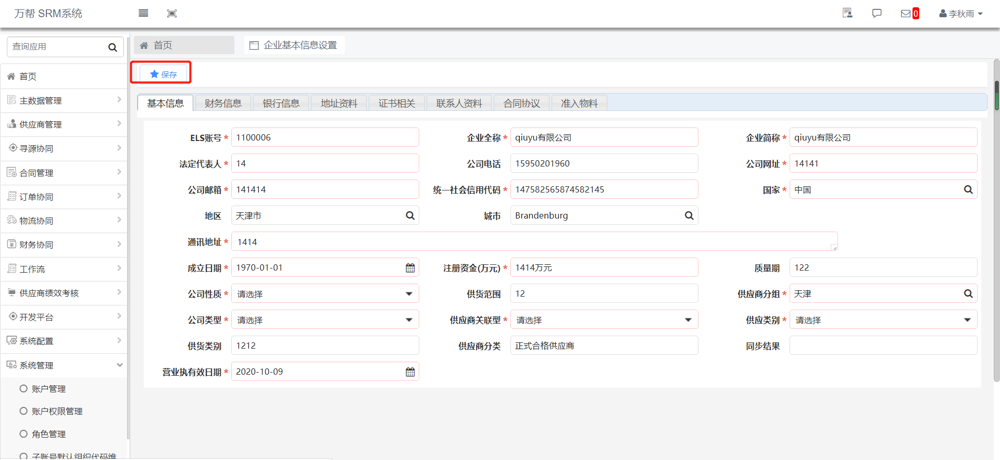 万帮 SRM系统
0
李秋雨
查询应用
首页
企业基本信息设置
保存
首页
主数据管理
供应商管理
寻源协同
合同管理
订单协同
物流协同
财务协同
工作流
供应商绩效考核
开发平台
系统配置
系统管理
账户管理
账户权限管理
角色管理
子账号默认组织代码维
基本信息 财务信息 银行信息 地址资料 证书相关 联系人资料 合同协议 准入物料
ELS账号 * 1100006 企业全称 * qiuyu有限公司 企业简称 * qiuyu有限公司
法定代表人 * 14 公司电话 15950201960 公司网址 * 14141
公司邮箱 * 141414 统一社会信用代码 * 147582565874582145 国家 * 中国
地区 天津市 城市 Brandenburg
通讯地址 * 1414
成立日期 * 1970-01-01 注册资金(万元) * 1414万元 质量期 122
公司性质 * 请选择 供货范围 12 供应商分组 * 天津
公司类型 * 请选择 供应商关联型 * 请选择 供应类别 * 请选择
供货类别 1212 供应商分类 正式合格供应商 同步结果
营业执有效日期 * 2020-10-09